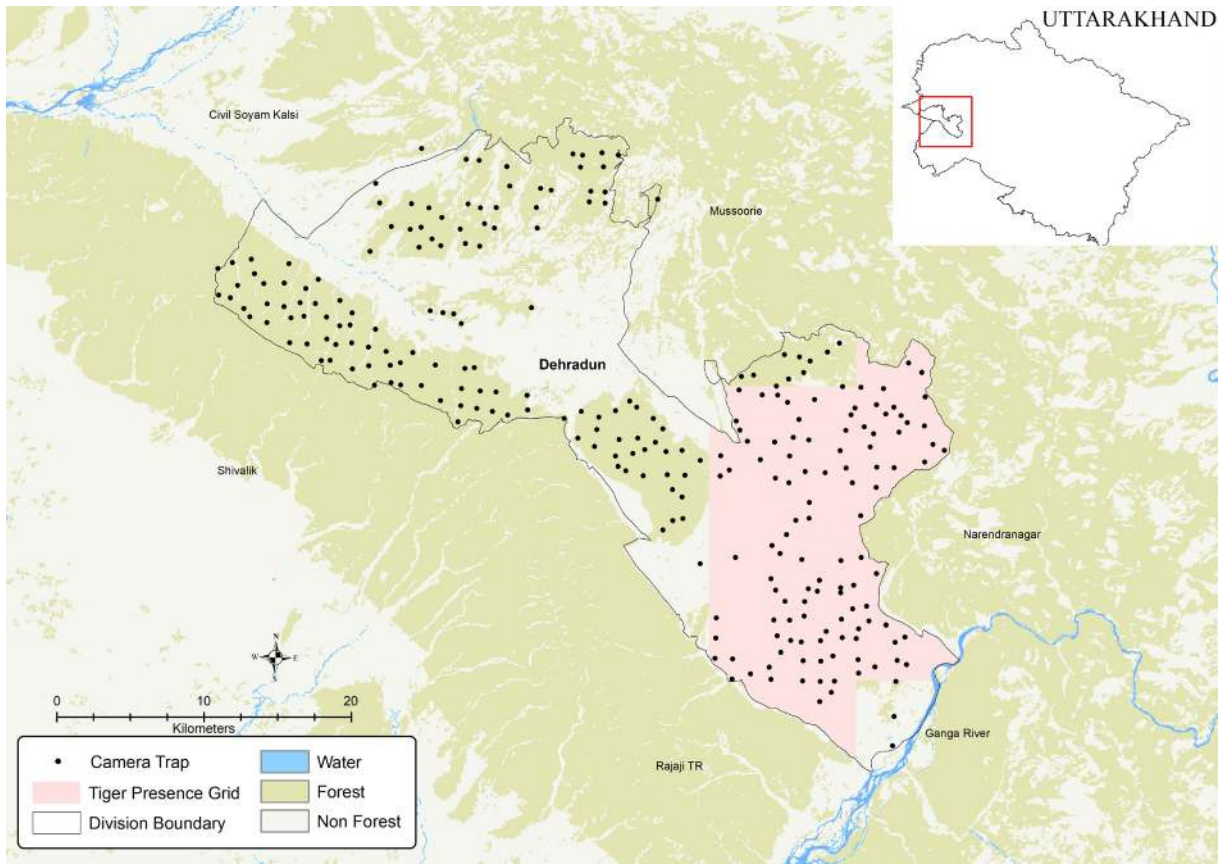 UTTARAKHAND
Civil Soyam Kalsi
Mussoorie
Dehradun
Shivalik
Narendranagar
N
W E
S
0 10 20
Kilometers
Ganga River
Rajaji TR
Camera Trap
Water
Tiger Presence Grid
Forest
Division Boundary
Non Forest